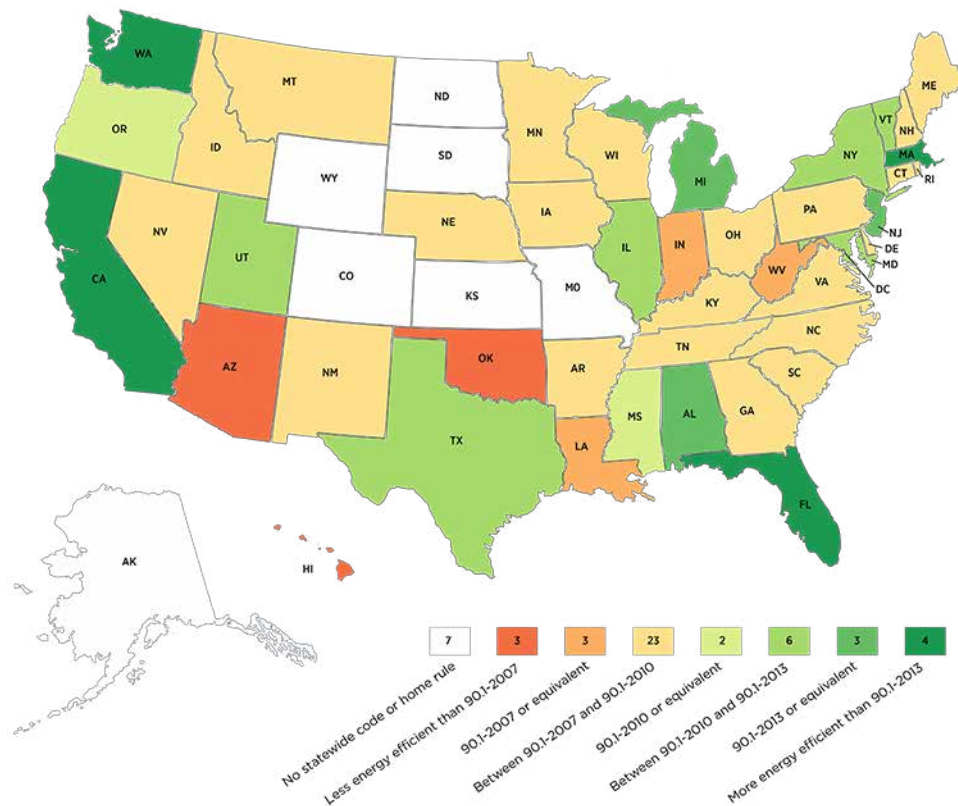 WA
MT
ND
ME
OR
ID
MN
VT
NH
SD
WI
NY
MA
WY
MI
CT
RI
NE
IA
PA
NV
OH
NJ
UT
IL
IN
DE
CO
WV
MD
CA
KS
MO
VA
DC
KY
NC
TN
AZ
OK
NM
AR
SC
MS
AL
GA
TX
LA
FL
AK
HI
7
3
3
23
2
6
3
4
No statewide code or home rule
Less energy efficient than 90.1-2007
90.1-2007 or equivalent
Between 90.1-2007 and 90.1-2010
90.1-2010 or equivalent
Between 90.1-2010 and 90.1-2013
90.1-2013 or equivalent
More energy efficient than 90.1-2013